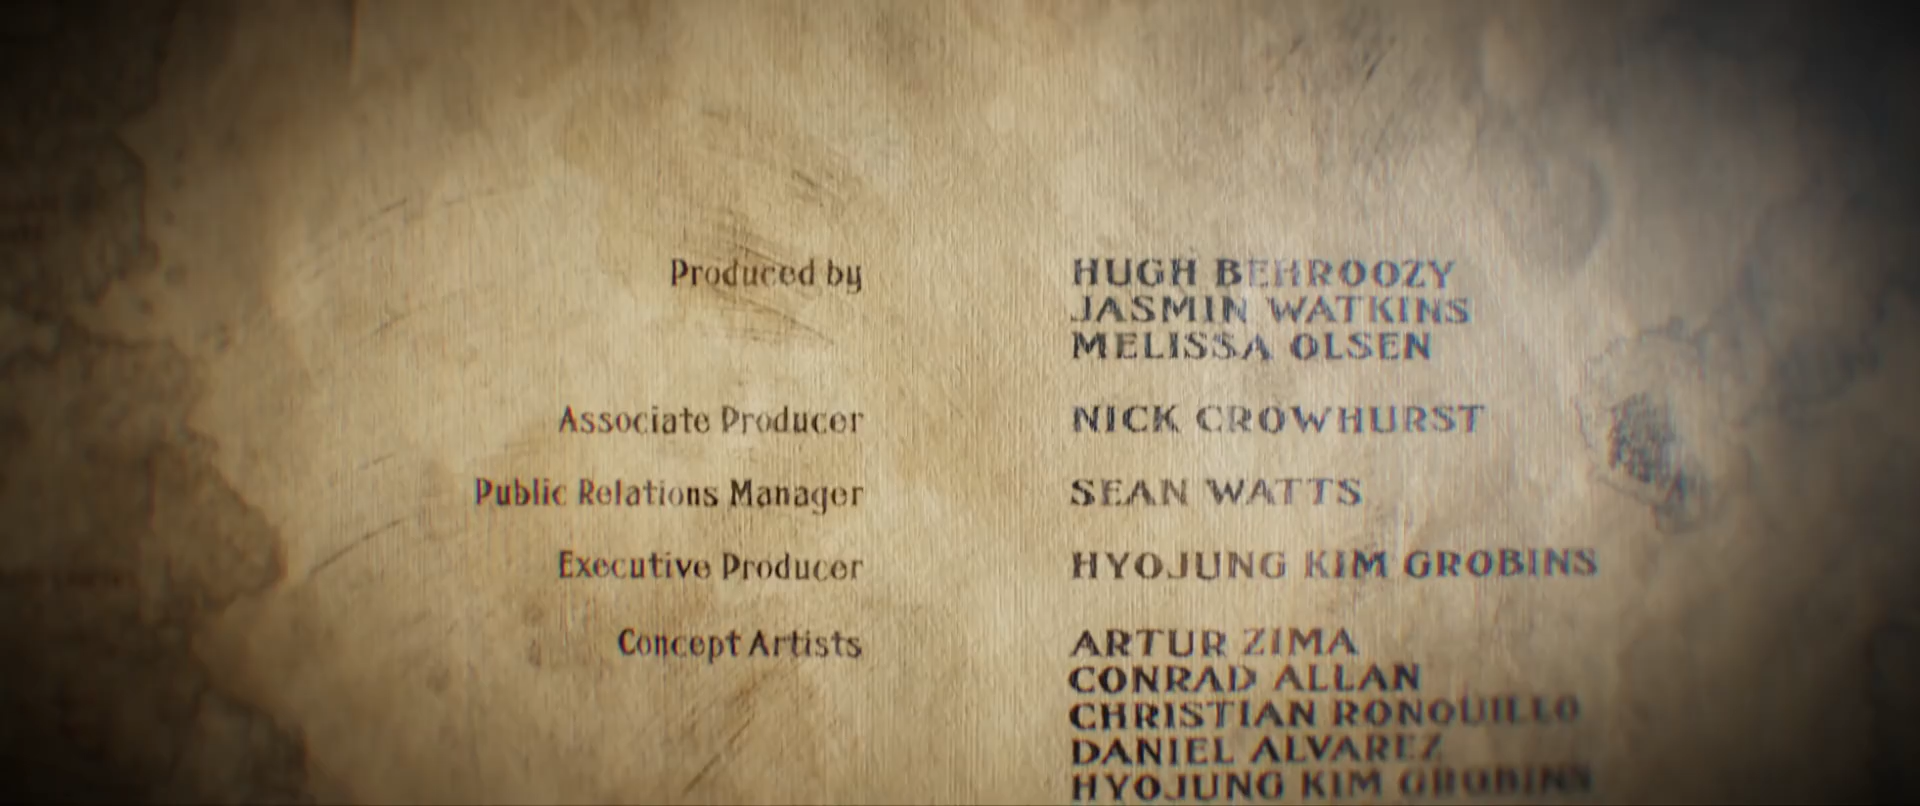 Produced by HUGH BEHROOZY
JASMIN WATKINS
MELISSA OLSEN
Associate Producer NICK CROWHURST
Public Relations Manager SEAN WATTS
Executive Producer HYOJUNG KIM GROBINS
Concept Artists ARTUR ZIMA
CONRAD ALLAN
CHRISTIAN RONQUILLO
DANIEL ALVAREZ
HYOJUNG KIM GROBINS